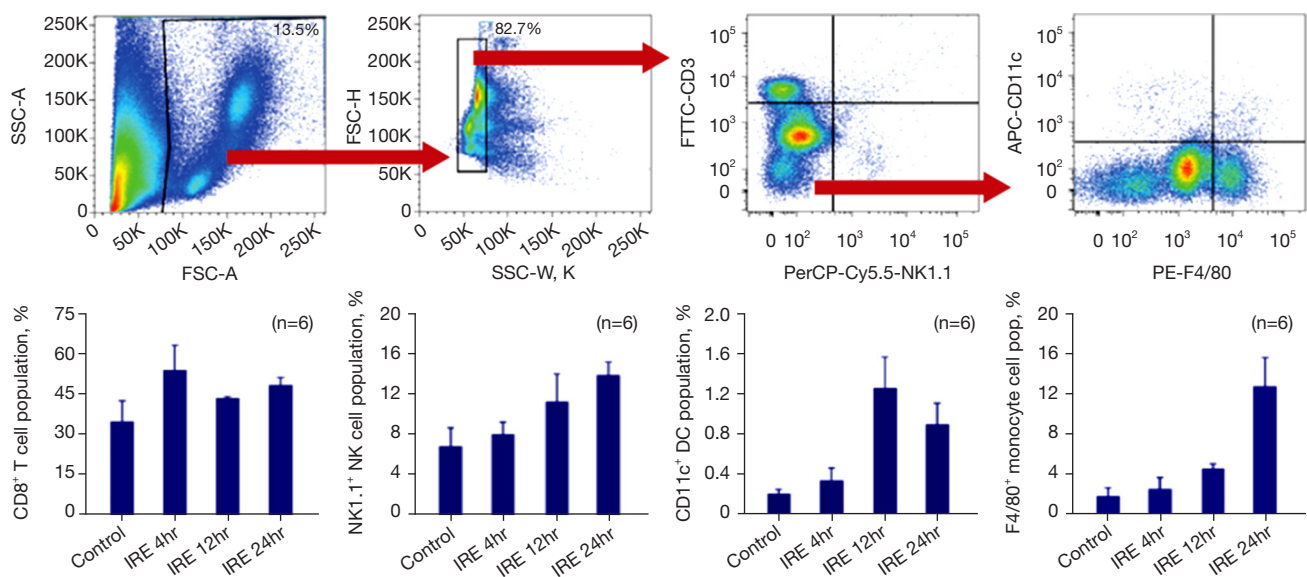 250K
200K
150K
100K
50K
0
SSC-A
13.5%
0
50K
100K
150K
200K
250K
FSC-A
250K
200K
150K
100K
50K
0
FSC-H
82.7%
0
50K
100K
150K
200K
250K
SSC-W, K
10⁵
10⁴
10³
10²
0
FTTC-CD3
0 10² 10³ 10⁴ 10⁵
PerCP-Cy5.5-NK1.1
10⁵
10⁴
10³
10²
0
APC-CD11c
0 10² 10³ 10⁴ 10⁵
PE-F4/80
75
60
45
30
15
0
CD8⁺ T cell population, %
(n=6)
Control
IRE 4hr
IRE 12hr
IRE 24hr
20
16
12
8
4
0
NK1.1⁺ NK cell population, %
(n=6)
Control
IRE 4hr
IRE 12hr
IRE 24hr
2.0
1.6
1.2
0.8
0.4
0
CD11c⁺ DC population, %
(n=6)
Control
IRE 4hr
IRE 12hr
IRE 24hr
20
16
12
8
4
0
F4/80⁺ monocyte cell pop, %
(n=6)
Control
IRE 4hr
IRE 12hr
IRE 24hr